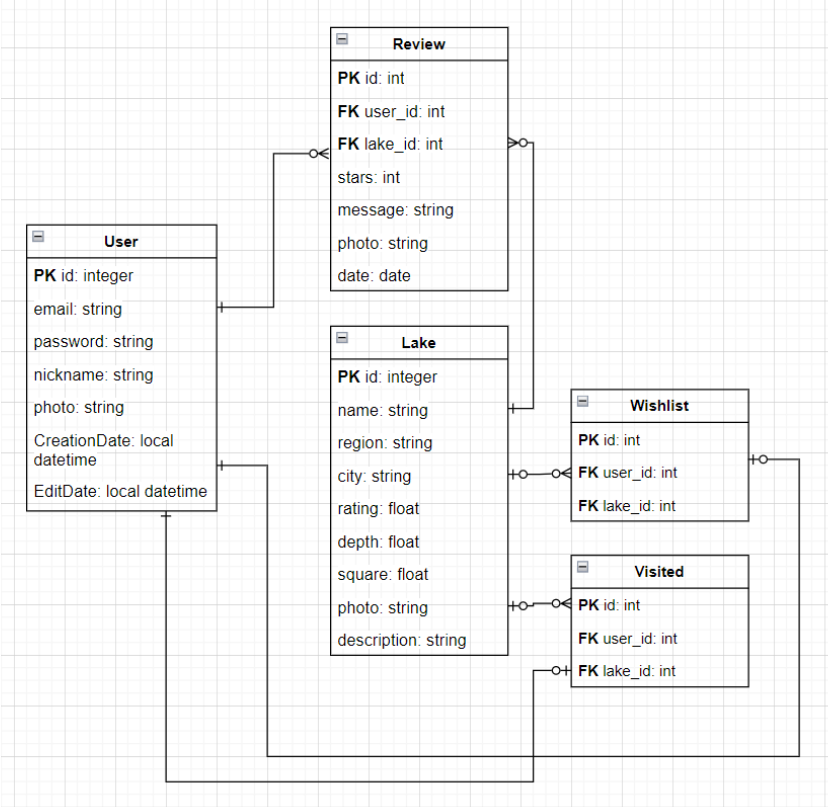 Review
PK id: int
FK user_id: int
FK lake_id: int
stars: int
message: string
photo: string
date: date
User
PK id: integer
email: string
password: string
nickname: string
photo: string
CreationDate: local
datetime
EditDate: local datetime
Lake
PK id: integer
name: string
region: string
city: string
rating: float
depth: float
square: float
photo: string
description: string
Wishlist
PK id: int
FK user_id: int
FK lake_id: int
Visited
PK id: int
FK user_id: int
FK lake_id: int